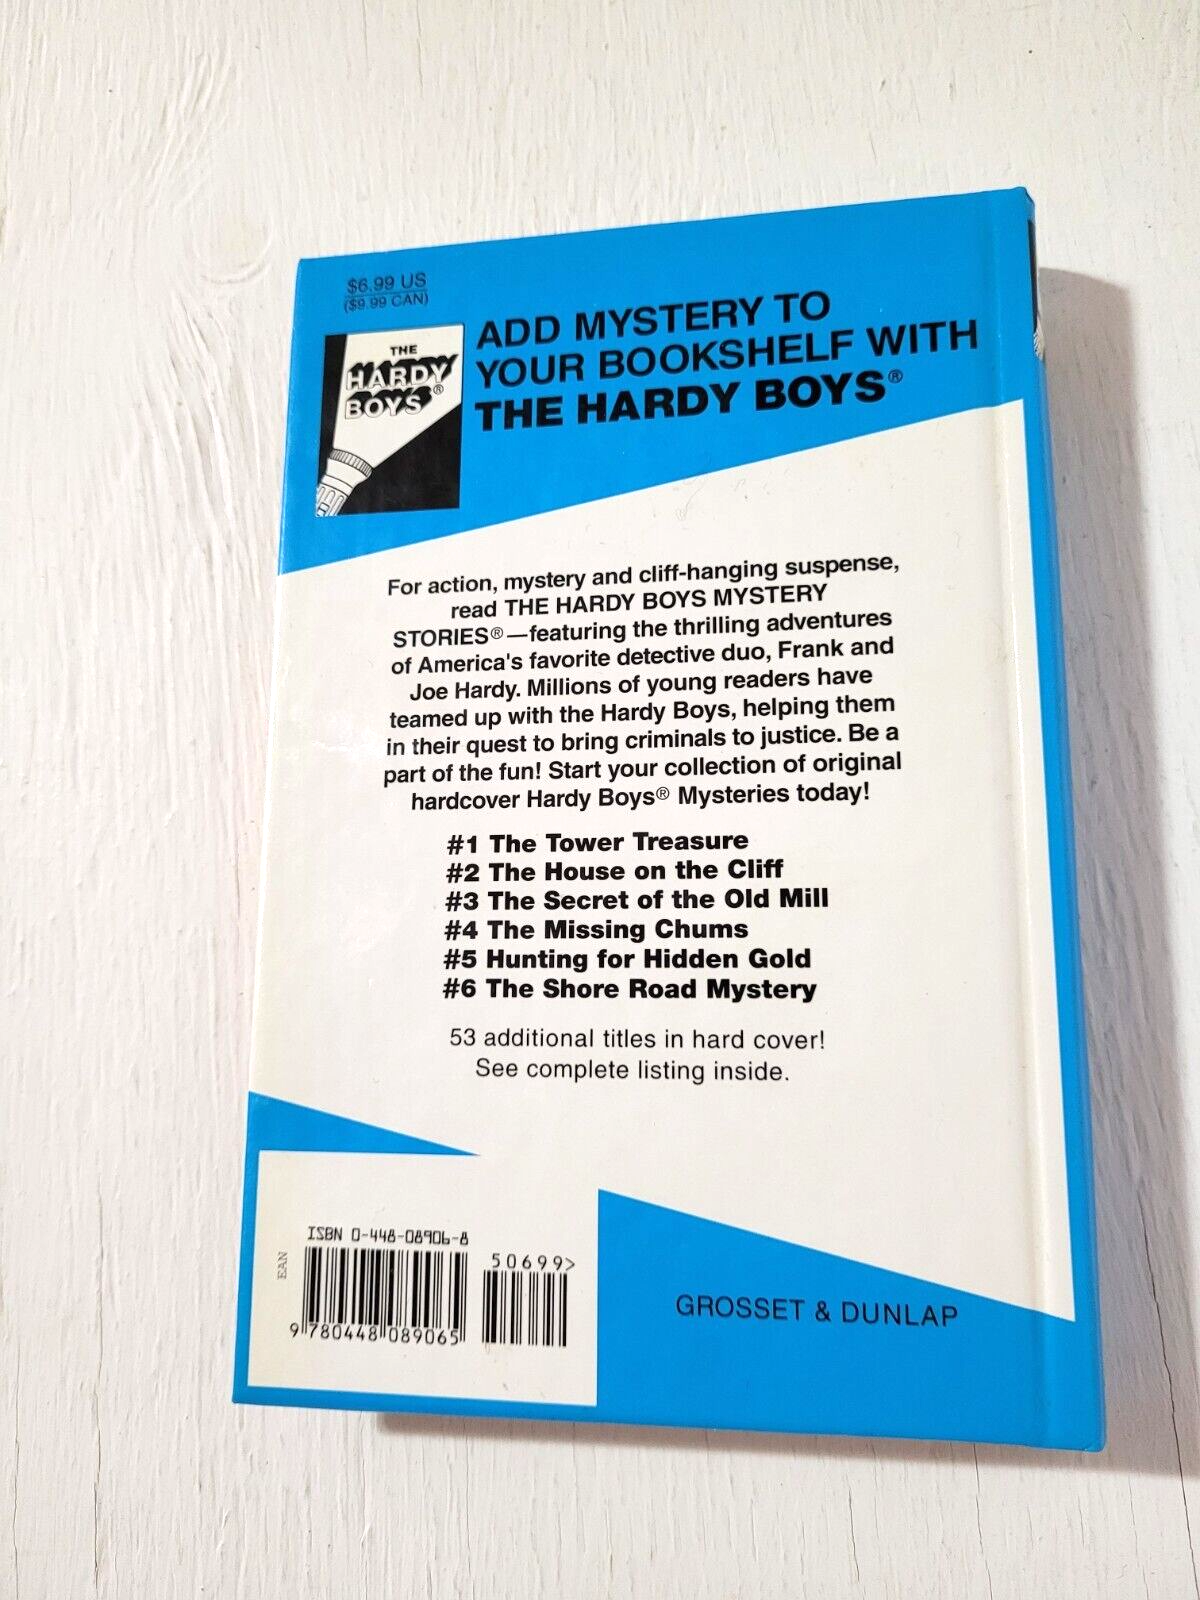 $6.99 US
($9.99 CAN)
THE
HARDY
BOYS®
ADD MYSTERY TO
YOUR BOOKSHELF WITH
THE HARDY BOYS®
For action, mystery and cliff-hanging suspense,
read THE HARDY BOYS MYSTERY
STORIES®—featuring the thrilling adventures
of America's favorite detective duo, Frank and
Joe Hardy. Millions of young readers have
teamed up with the Hardy Boys, helping them
in their quest to bring criminals to justice. Be a
part of the fun! Start your collection of original
hardcover Hardy Boys® Mysteries today!
#1 The Tower Treasure
#2 The House on the Cliff
#3 The Secret of the Old Mill
#4 The Missing Chums
#5 Hunting for Hidden Gold
#6 The Shore Road Mystery
53 additional titles in hard cover!
See complete listing inside.
ISBN 0-448-08906-8
EAN
9 780448 089065
50699>
GROSSET & DUNLAP